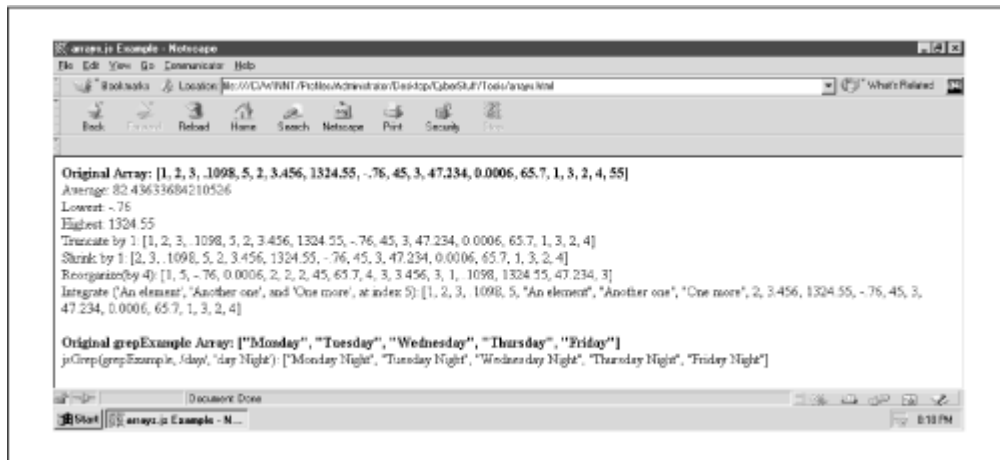 arrays.js Example - Netscape
File Edit View Go Communicator Help
Bookmarks Location: file:///C|/WINNT/Profiles/Administrator/Desktop/CyberStuff/Tools/arrays.html What's Related
Back Forward Reload Home Search Netscape Print Security Stop
Original Array: [1, 2, 3, .1098, 5, 2, 3.456, 1324.55, -.76, 45, 3, 47.234, 0.0006, 65.7, 1, 3, 2, 4, 55]
Average: 82.43633684210526
Lowest: -.76
Highest: 1324.55
Truncate by 1: [1, 2, 3, .1098, 5, 2, 3.456, 1324.55, -.76, 45, 3, 47.234, 0.0006, 65.7, 1, 3, 2, 4]
Shrink by 1: [2, 3, .1098, 5, 2, 3.456, 1324.55, -.76, 45, 3, 47.234, 0.0006, 65.7, 1, 3, 2, 4]
Reorganize(by 4): [1, 5, -.76, 0.0006, 2, 2, 2, 45, 65.7, 4, 3, 3.456, 3, 1, .1098, 1324.55, 47.234, 3]
Integrate ('An element', 'Another one', and 'One more', at index 5): [1, 2, 3, .1098, 5, "An element", "Another one", "One more", 2, 3.456, 1324.55, -.76, 45, 3,
47.234, 0.0006, 65.7, 1, 3, 2, 4]
Original grepExample Array: ["Monday", "Tuesday", "Wednesday", "Thursday", "Friday"]
jsGrep(grepExample, /day/, 'day Night'): ["Monday Night", "Tuesday Night", "Wednesday Night", "Thursday Night", "Friday Night"]
Document: Done
Start arrays.js Example - N... 8:18 PM